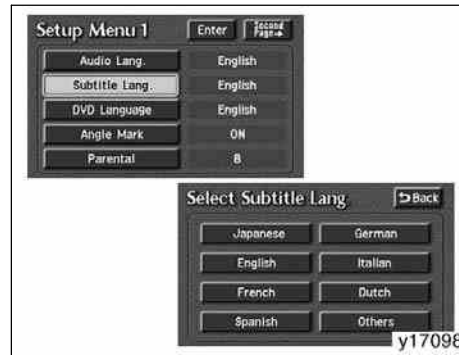 Setup Menu 1 Enter Second Page→
Audio Lang. English
Subtitle Lang. English
DVD Language English
Angle Mark ON
Parental 8
Select Subtitle Lang. Back
Japanese German
English Italian
French Dutch
Spanish Others
y17098